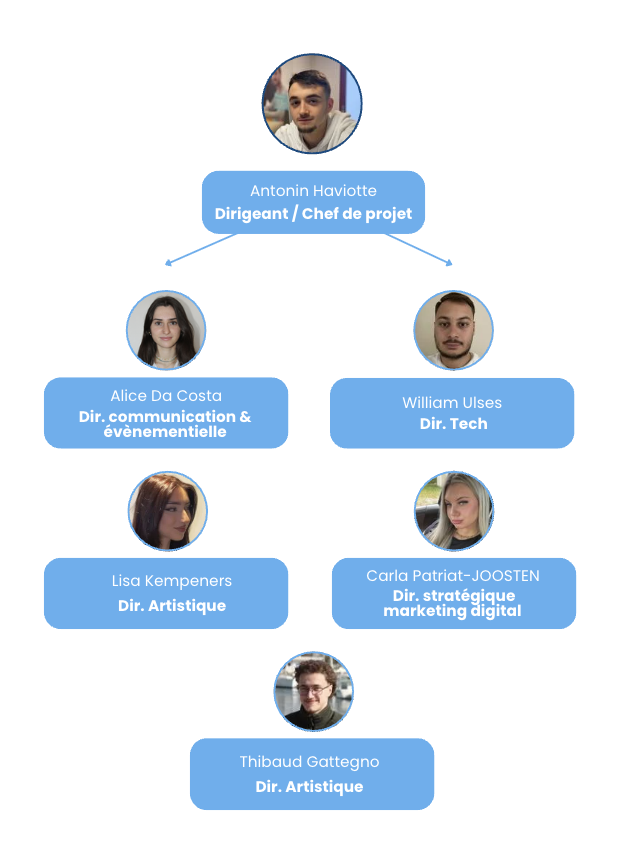 Antonin Haviotte
Dirigeant / Chef de projet
Alice Da Costa
Dir. communication &
évènementielle
William Ulses
Dir. Tech
Lisa Kempeners
Dir. Artistique
Carla Patriat-JOOSTEN
Dir. stratégique
marketing digital
Thibaud Gattegno
Dir. Artistique